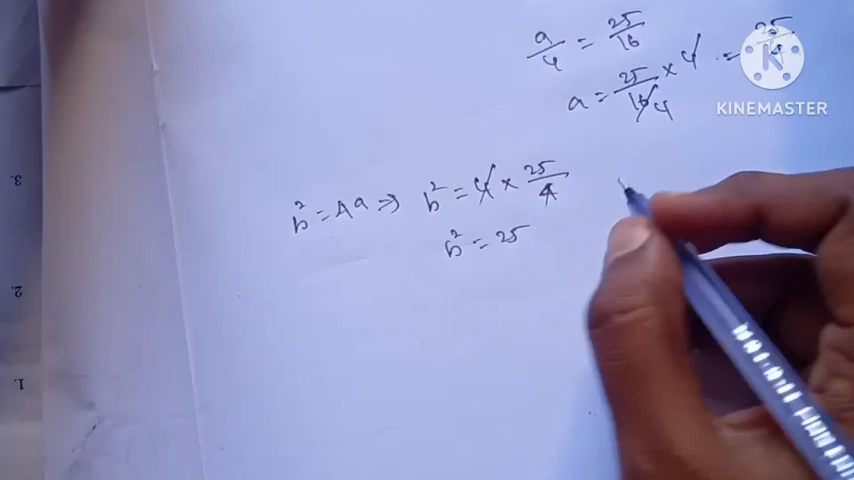 a/4 = 25/16
a = 25/16 4 × 4 = 25/4
KINEMASTER
b² = 4a ⇒ b² = 4 × 25/4
b² = 25
3.
2.
1.